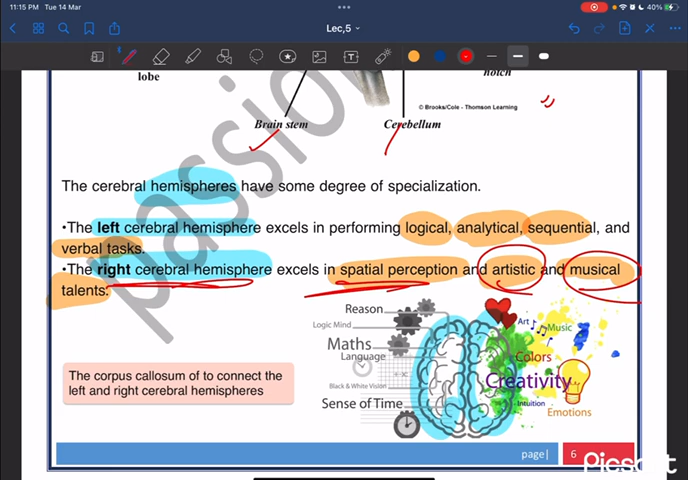 11:15 PM Tue 14 Mar
40%
Lec,5
lobe
notch
© Brooks/Cole - Thomson Learning
Brain stem
Cerebellum
passion
The cerebral hemispheres have some degree of specialization.
•The left cerebral hemisphere excels in performing logical, analytical, sequential, and
verbal tasks.
•The right cerebral hemisphere excels in spatial perception and artistic and musical
talents.
Reason
Logic Mind
Maths
Language
Black & White Vision
Sense of Time
Art
Music
Colors
Creativity
Intuition
Emotions
The corpus callosum of to connect the
left and right cerebral hemispheres
page| 6
Picsart